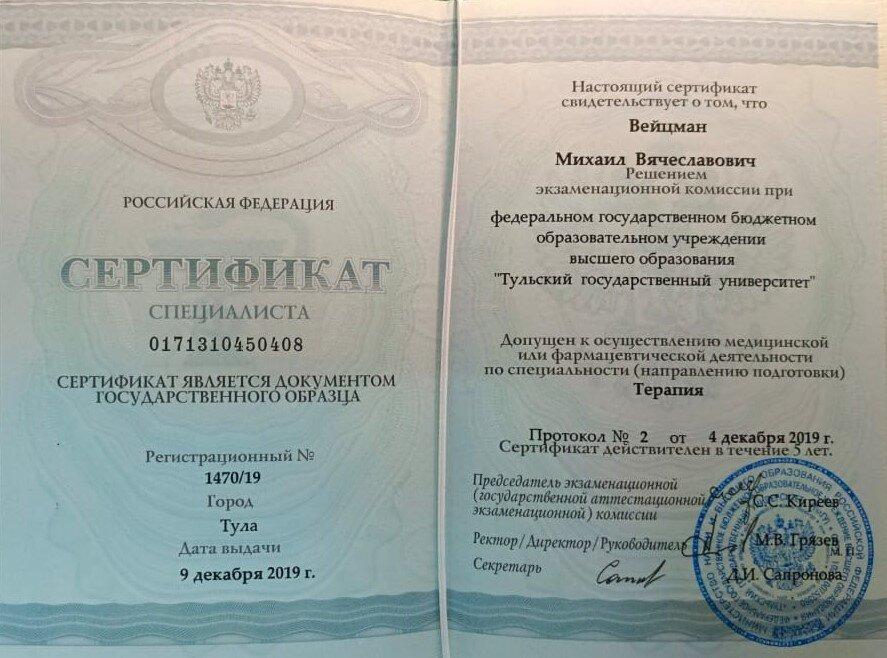 РОССИЙСКАЯ ФЕДЕРАЦИЯ
СЕРТИФИКАТ
СПЕЦИАЛИСТА
0171310450408
СЕРТИФИКАТ ЯВЛЯЕТСЯ ДОКУМЕНТОМ
ГОСУДАРСТВЕННОГО ОБРАЗЦА
Регистрационный №
1470/19
Город
Тула
Дата выдачи
9 декабря 2019 г.
Настоящий сертификат
свидетельствует о том, что
Вейцман
Михаил Вячеславович
Решением
экзаменационной комиссии при
федеральном государственном бюджетном
образовательном учреждении
высшего образования
"Тульский государственный университет"
Допущен к осуществлению медицинской
или фармацевтической деятельности
по специальности (направлению подготовки)
Терапия
Протокол № 2 от 4 декабря 2019 г.
Сертификат действителен в течение 5 лет.
Председатель экзаменационной
(государственной аттестационной,
экзаменационной) комиссии
С.С. Киреев
Ректор/Директор/Руководитель
М.В. Грязев
М.П.
Секретарь
Д.И. Сапронова